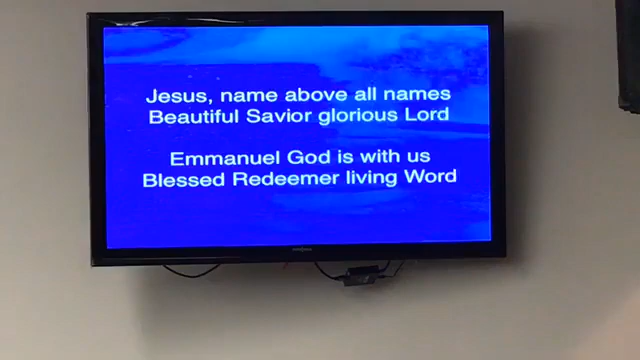 Jesus, name above all names
Beautiful Savior glorious Lord
Emmanuel God is with us
Blessed Redeemer living Word